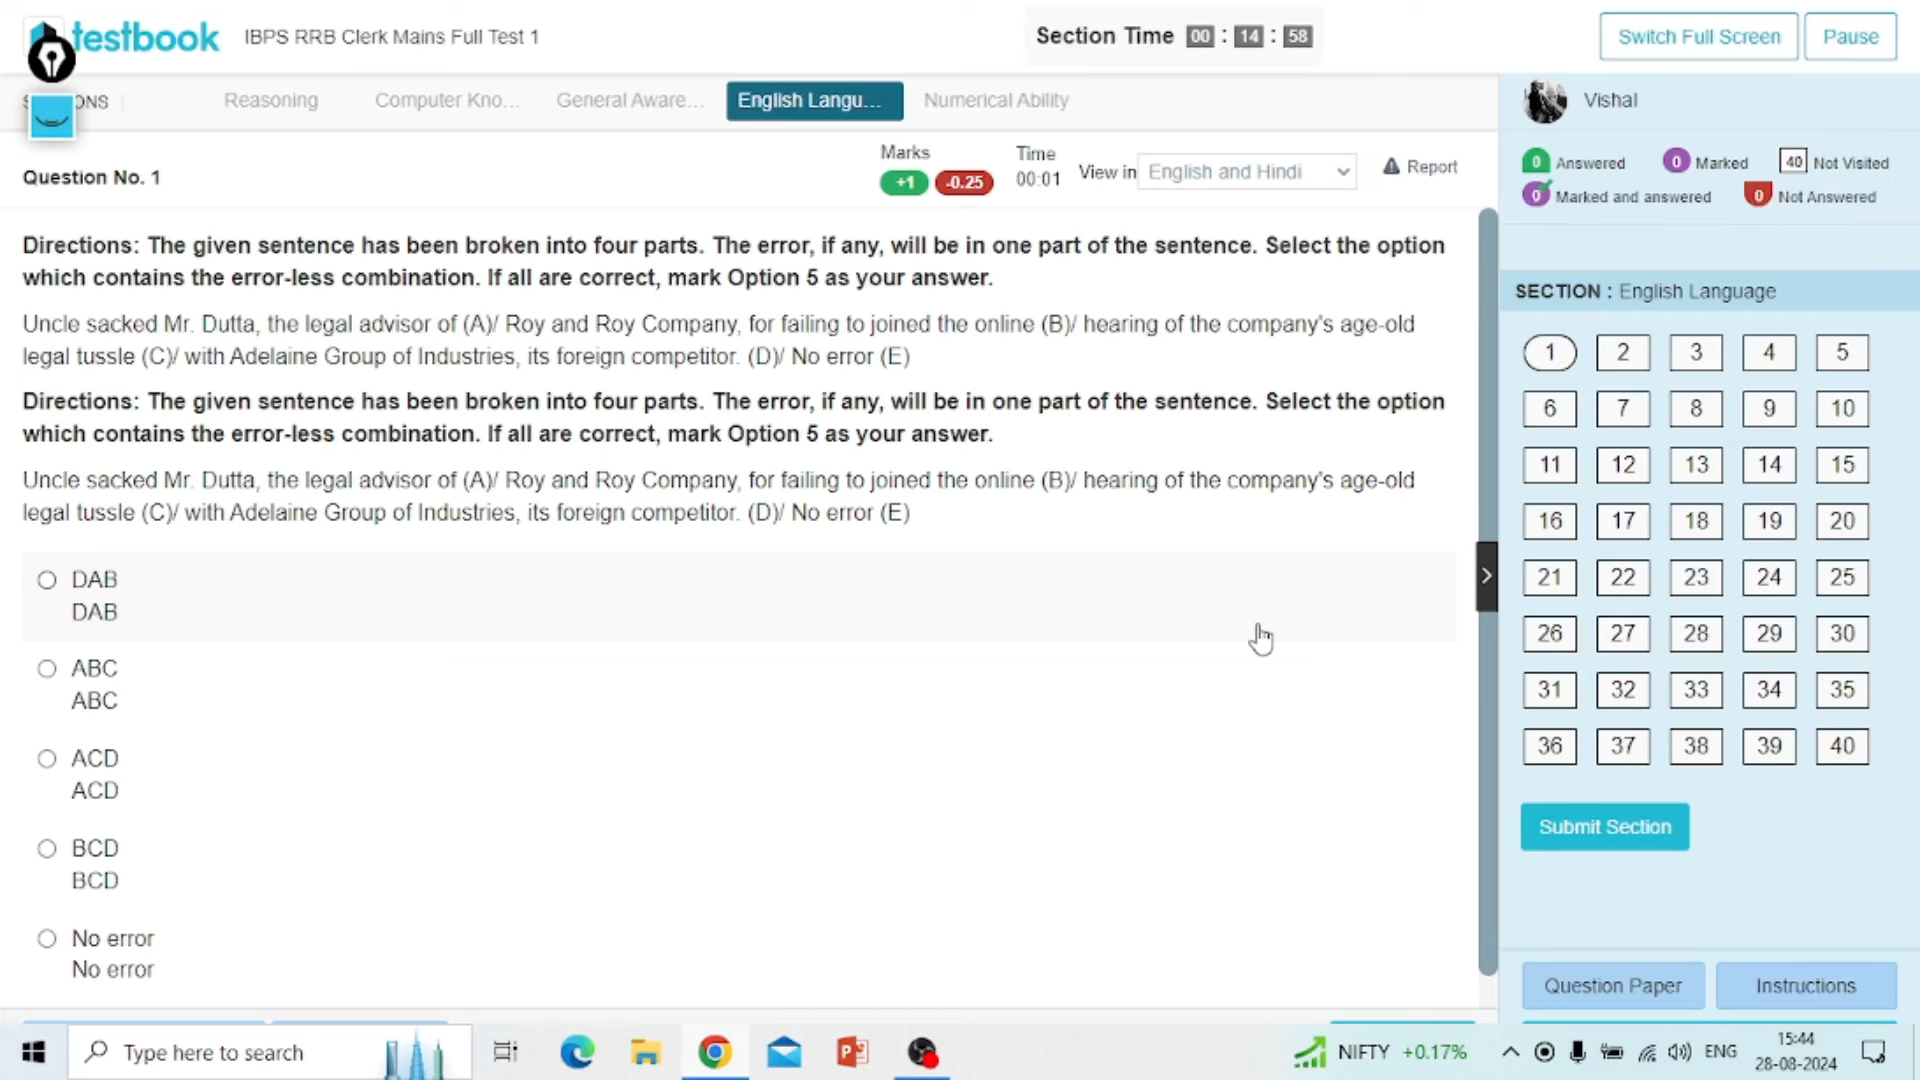 testbook IBPS RRB Clerk Mains Full Test 1
Section Time 00 : 14 : 58
Switch Full Screen Pause
Reasoning Computer Kno... General Aware... English Langu... Numerical Ability
Vishal
Question No. 1
Marks
+1 -0.25
Time
00:01
View in English and Hindi
Report
0 Answered 0 Marked 40 Not Visited
0 Marked and answered 0 Not Answered
Directions: The given sentence has been broken into four parts. The error, if any, will be in one part of the sentence. Select the option
which contains the error-less combination. If all are correct, mark Option 5 as your answer.
Uncle sacked Mr. Dutta, the legal advisor of (A)/ Roy and Roy Company, for failing to joined the online (B)/ hearing of the company's age-old
legal tussle (C)/ with Adelaine Group of Industries, its foreign competitor. (D)/ No error (E)
Directions: The given sentence has been broken into four parts. The error, if any, will be in one part of the sentence. Select the option
which contains the error-less combination. If all are correct, mark Option 5 as your answer.
Uncle sacked Mr. Dutta, the legal advisor of (A)/ Roy and Roy Company, for failing to joined the online (B)/ hearing of the company's age-old
legal tussle (C)/ with Adelaine Group of Industries, its foreign competitor. (D)/ No error (E)
DAB
DAB
ABC
ABC
ACD
ACD
BCD
BCD
No error
No error
SECTION : English Language
1 2 3 4 5
6 7 8 9 10
11 12 13 14 15
16 17 18 19 20
21 22 23 24 25
26 27 28 29 30
31 32 33 34 35
36 37 38 39 40
Submit Section
Question Paper Instructions
Type here to search
NIFTY +0.17%
ENG
15:44
28-08-2024